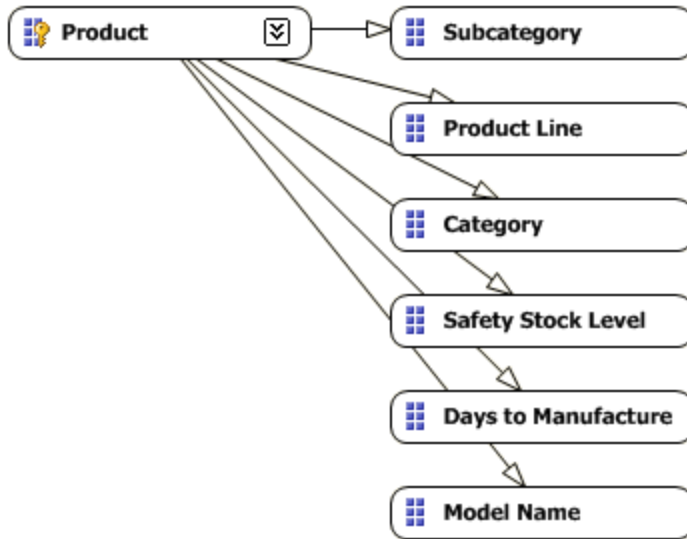 Product
Subcategory
Product Line
Category
Safety Stock Level
Days to Manufacture
Model Name